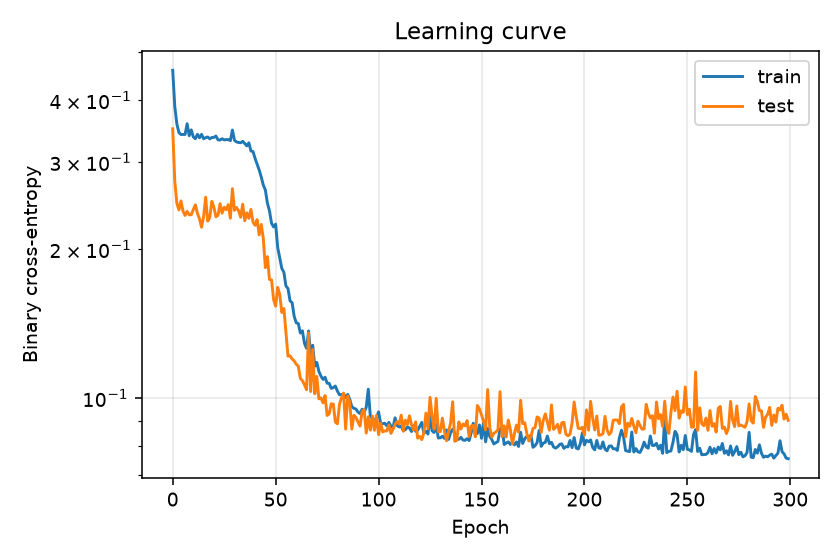 Learning curve
train
test
4 × 10⁻¹
3 × 10⁻¹
2 × 10⁻¹
10⁻¹
Binary cross-entropy
0 50 100 150 200 250 300
Epoch